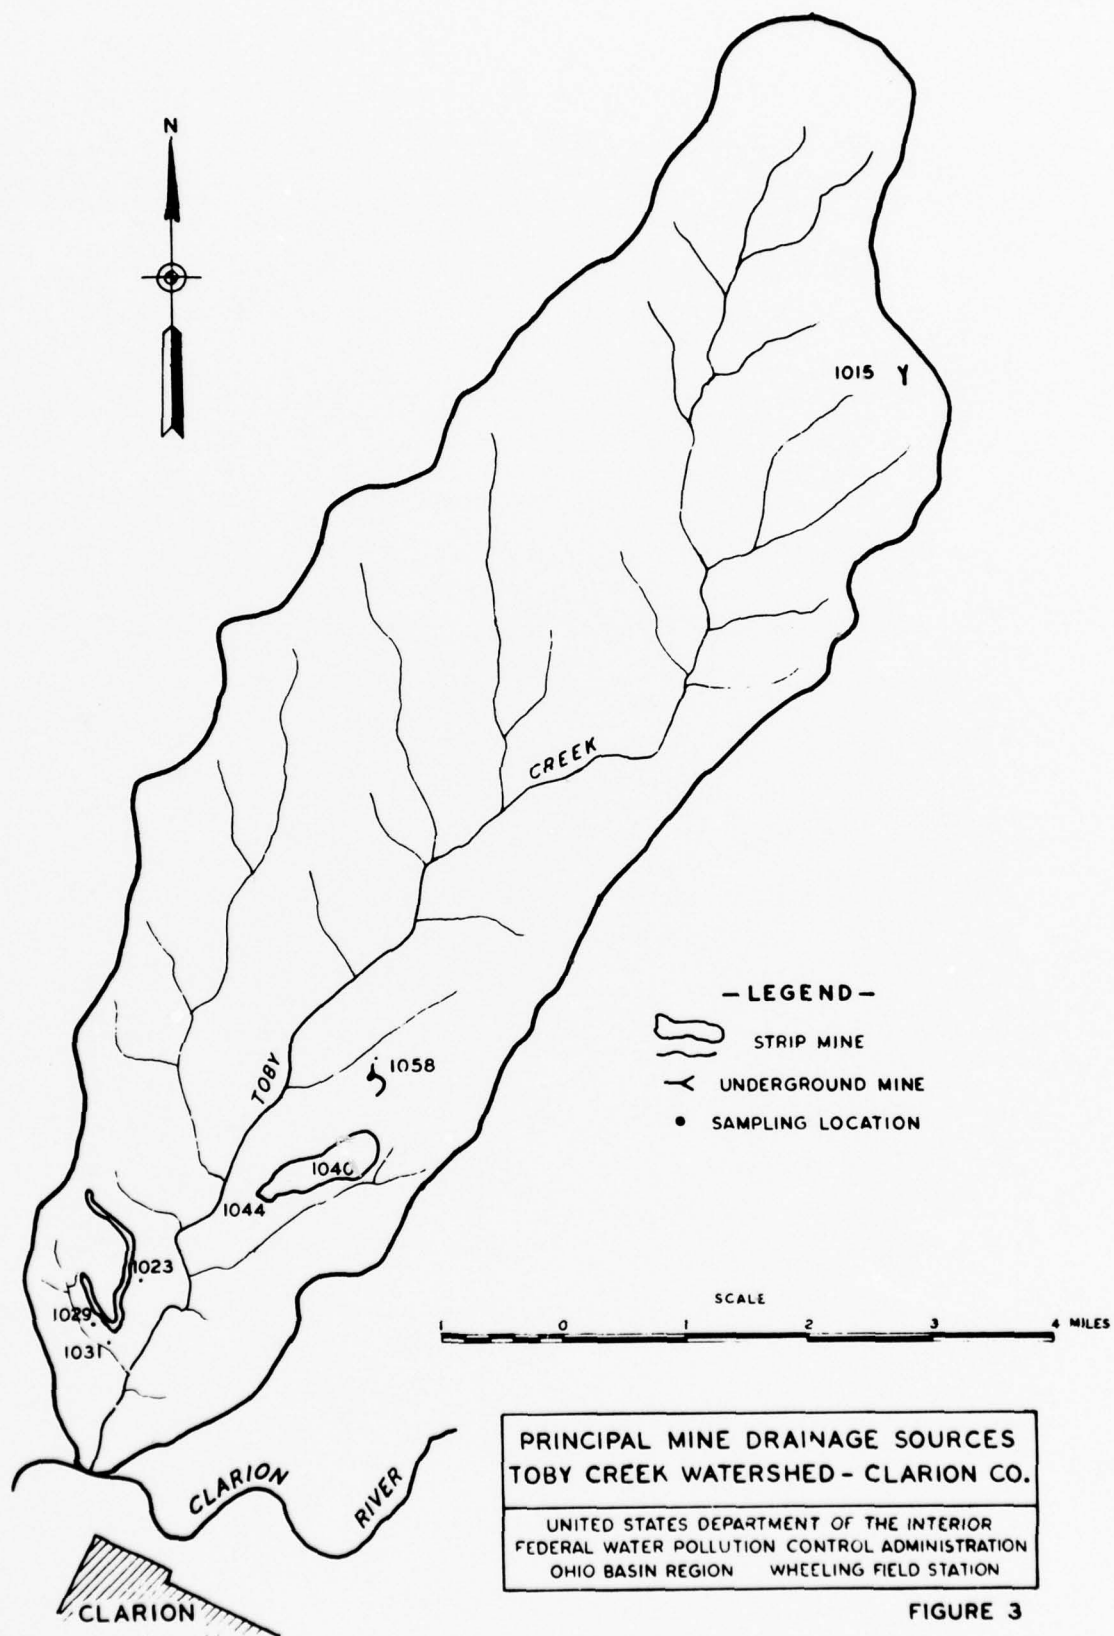 N
1015 Y
CREEK
– LEGEND –
STRIP MINE
TOBY
1058
UNDERGROUND MINE
SAMPLING LOCATION
1040
1044
1023
1029
1031
SCALE
1 0 1 2 3 4 MILES
CLARION RIVER
PRINCIPAL MINE DRAINAGE SOURCES
TOBY CREEK WATERSHED – CLARION CO.
UNITED STATES DEPARTMENT OF THE INTERIOR
FEDERAL WATER POLLUTION CONTROL ADMINISTRATION
OHIO BASIN REGION WHEELING FIELD STATION
CLARION
FIGURE 3